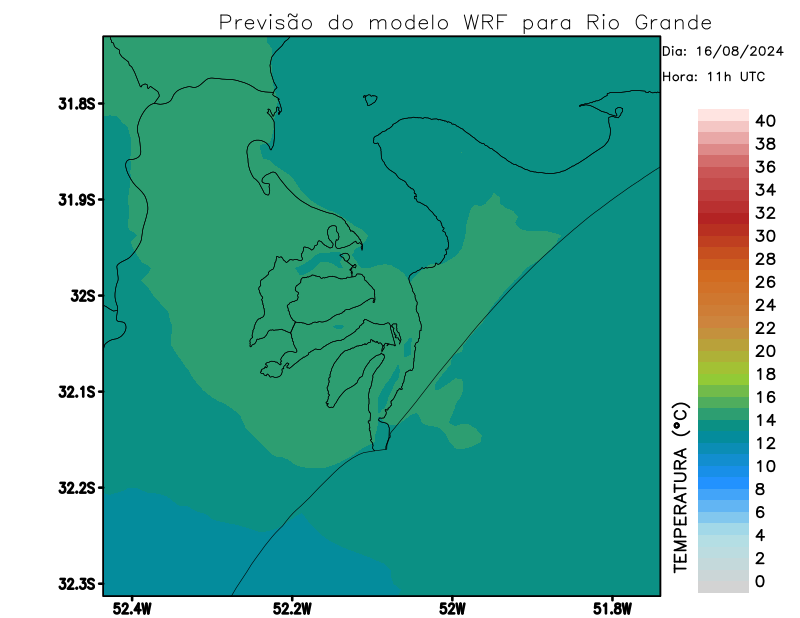 Previsão do modelo WRF para Rio Grande
Dia: 16/08/2024
Hora: 11h UTC
31.8S
31.9S
32S
32.1S
32.2S
32.3S
52.4W
52.2W
52W
51.8W
40
38
36
34
32
30
28
26
24
22
20
18
16
14
12
10
8
6
4
2
0
TEMPERATURA (°C)